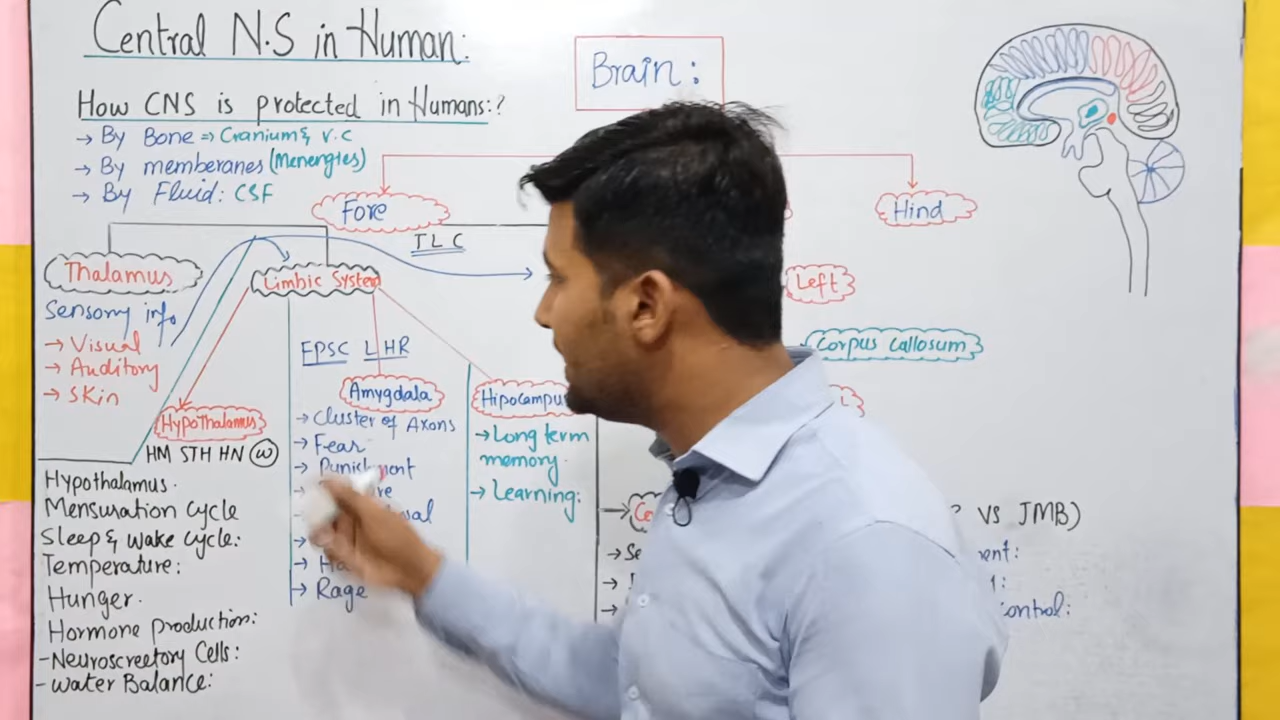 Central N.S in Human:
Brain:
How CNS is protected in Humans:?
→ By Bone ⇒ Cranium & V.C
→ By memberanes (Menengies)
→ By Fluid: CSF
Fore
Hind
TLC
Thalamus
Limbic System
Left
Sensory info
→ Visual
→ Auditory
→ Skin
EPSC LHR
Corpus Callosum
Amygdala
Hipocampus
Hypothalamus
HM STH HN W
→ Cluster of Axons
→ Fear
→ Punishment
→ Rage
→ Long term
memory.
→ Learning:
Hypothalamus.
Mensuration Cycle
Sleep & Wake Cycle:
Temperature:
Hunger.
Hormone production:
- Neuroscreetory Cells:
- Water Balance:
VS JMB)